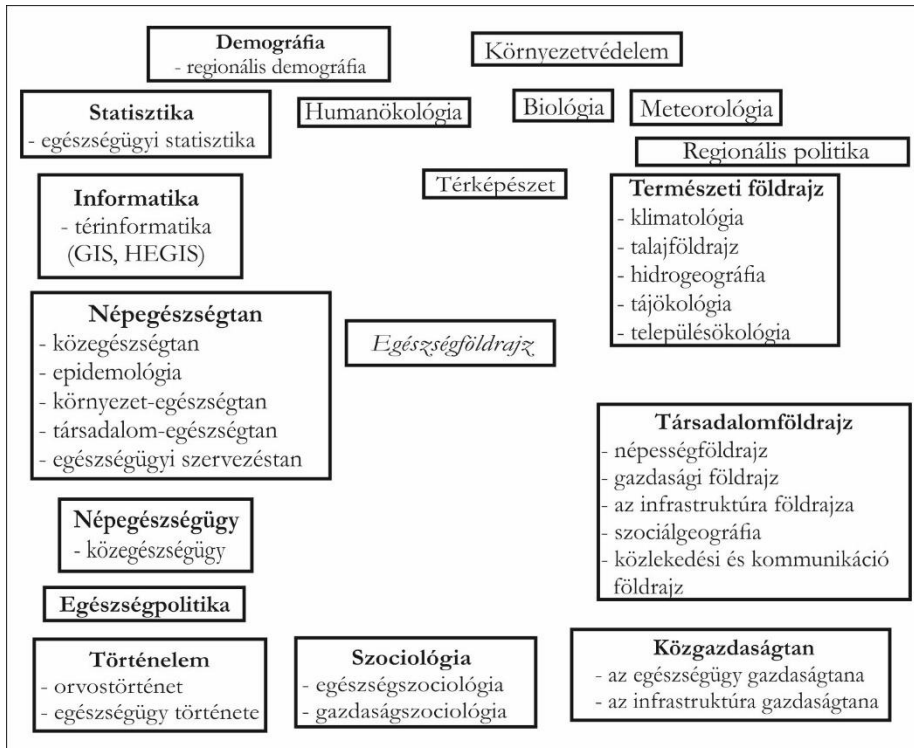 Demográfia
- regionális demográfia
Környezetvédelem
Statisztika
- egészségügyi statisztika
Humanökológia
Biológia
Meteorológia
Regionális politika
Informatika
- térinformatika
(GIS, HEGIS)
Térképészet
Természeti földrajz
- klimatológia
- talajföldrajz
- hidrogeográfia
- tájökológia
- településökológia
Népegészségtan
- közegészségtan
- epidemológia
- környezet-egészségtan
- társadalom-egészségtan
- egészségügyi szervezéstan
Egészségföldrajz
Társadalomföldrajz
- népességföldrajz
- gazdasági földrajz
- az infrastruktúra földrajza
- szociálgeográfia
- közlekedési és kommunikáció
földrajz
Népegészségügy
- közegészségügy
Egészségpolitika
Történelem
- orvostörténet
- egészségügy története
Szociológia
- egészségszociológia
- gazdaságszociológia
Közgazdaságtan
- az egészségügy gazdaságtana
- az infrastruktúra gazdaságtana